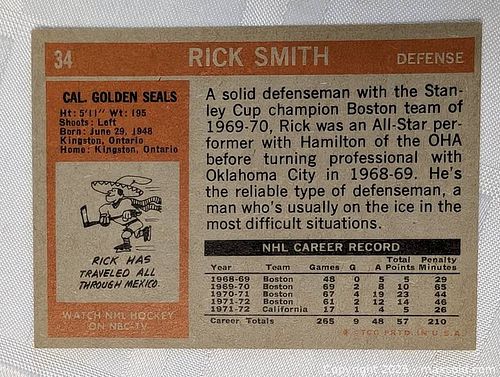 34 RICK SMITH DEFENSE
CAL. GOLDEN SEALS
Ht: 5'11" Wt: 195
Shoots: Left
Born: June 29, 1948
Kingston, Ontario
Home: Kingston, Ontario
RICK HAS
TRAVELED ALL
THROUGH MEXICO.
WATCH NHL HOCKEY
ON NBC-TV
A solid defenseman with the Stan-
ley Cup champion Boston team of
1969-70, Rick was an All-Star per-
former with Hamilton of the OHA
before turning professional with
Oklahoma City in 1968-69. He's
the reliable type of defenseman, a
man who's usually on the ice in the
most difficult situations.
NHL CAREER RECORD
Total Penalty
Year Team Games G A Points Minutes
1968-69 Boston 48 0 5 5 29
1969-70 Boston 69 2 8 10 65
1970-71 Boston 67 4 19 23 44
1971-72 Boston 61 2 12 14 46
1971-72 California 17 1 4 5 26
Career Totals 265 9 48 57 210
T.C.G. PRTD. IN U.S.A.
Copyright 2025 - maxsold.com